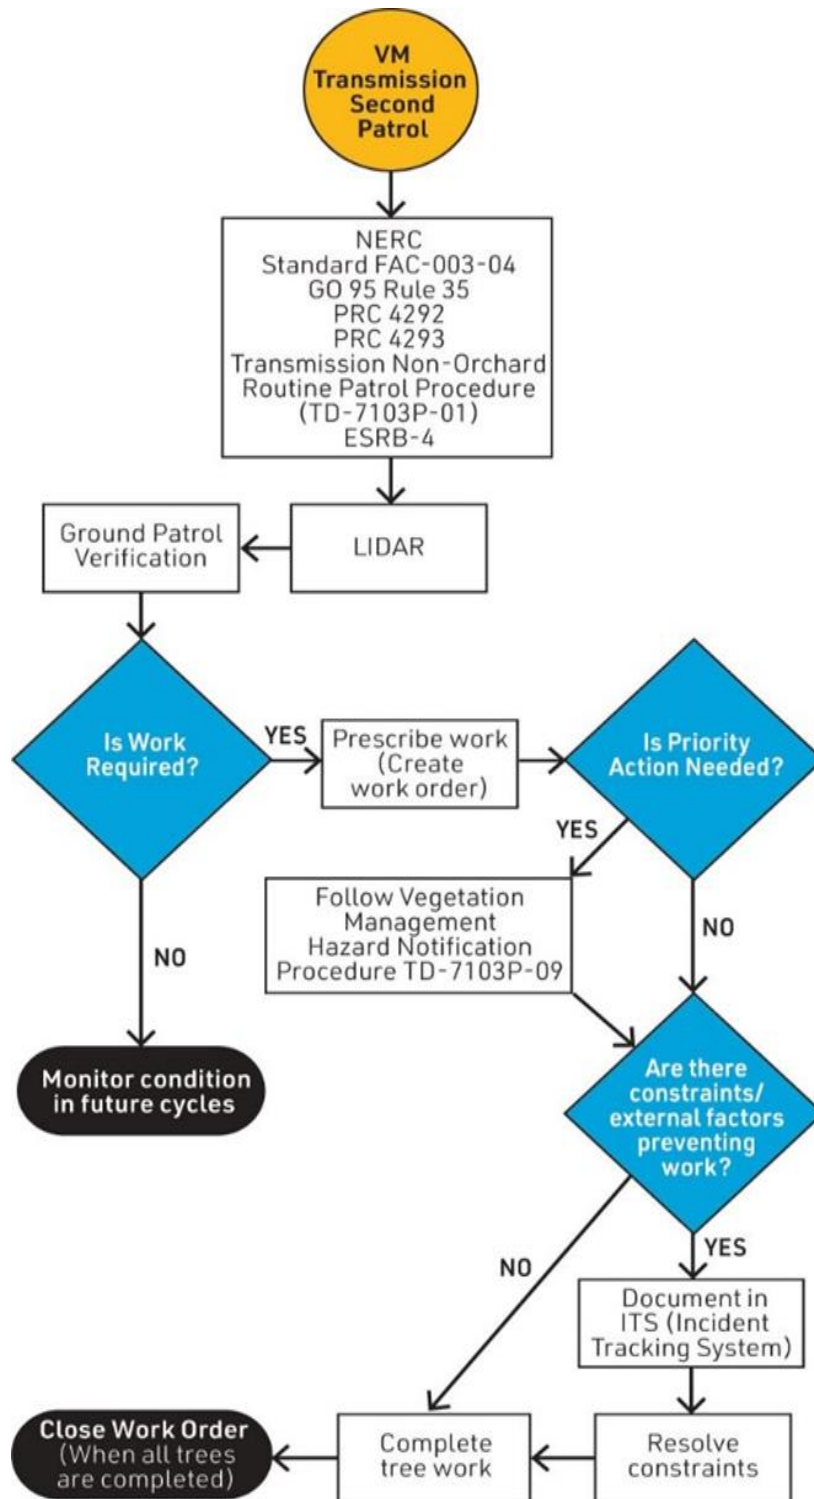 VM
Transmission
Second
Patrol
NERC
Standard FAC-003-04
GO 95 Rule 35
PRC 4292
PRC 4293
Transmission Non-Orchard
Routine Patrol Procedure
(TD-7103P-01)
ESRB-4
Ground Patrol
Verification
LIDAR
Is Work
Required?
YES
Prescribe work
(Create
work order)
Is Priority
Action Needed?
YES
Follow Vegetation
Management
Hazard Notification
Procedure TD-7103P-09
NO
NO
Monitor condition
in future cycles
Are there
constraints/
external factors
preventing
work?
NO
YES
Document in
ITS (Incident
Tracking System)
Close Work Order
(When all trees
are completed)
Complete
tree work
Resolve
constraints